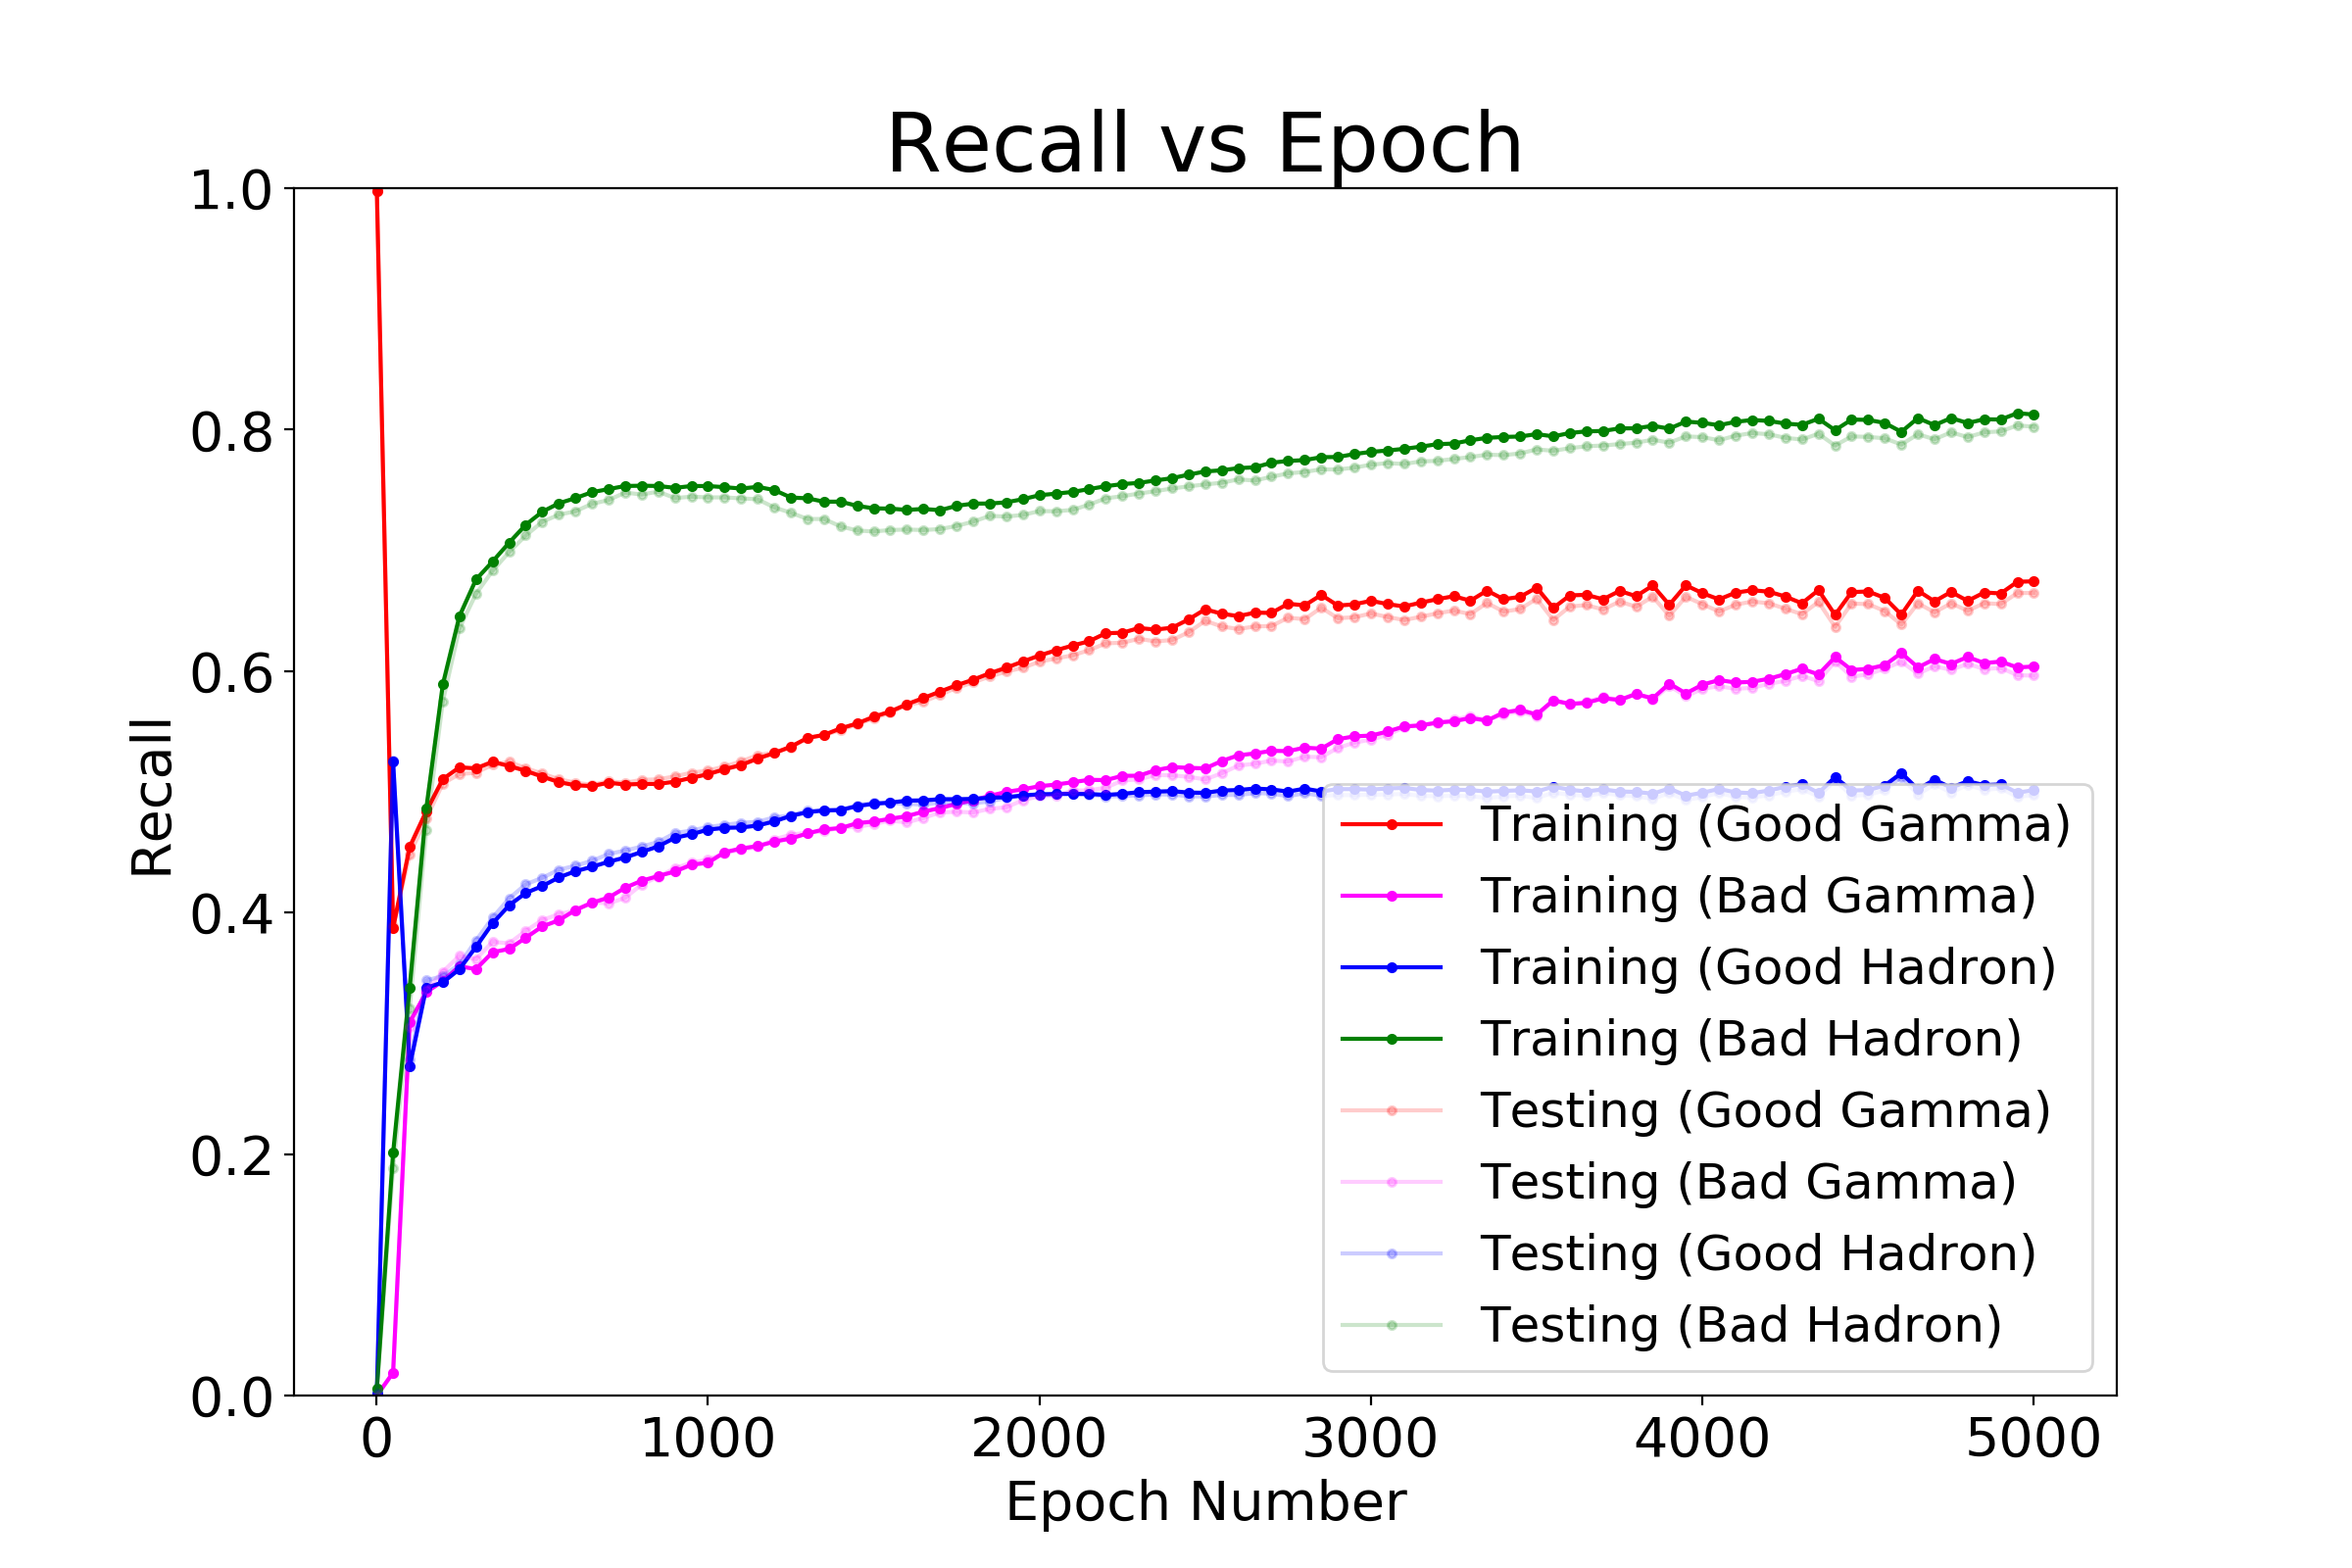 Recall vs Epoch
1.0
0.8
0.6
0.4
0.2
0.0
Recall
0
1000
2000
3000
4000
5000
Epoch Number
Training (Good Gamma)
Training (Bad Gamma)
Training (Good Hadron)
Training (Bad Hadron)
Testing (Good Gamma)
Testing (Bad Gamma)
Testing (Good Hadron)
Testing (Bad Hadron)